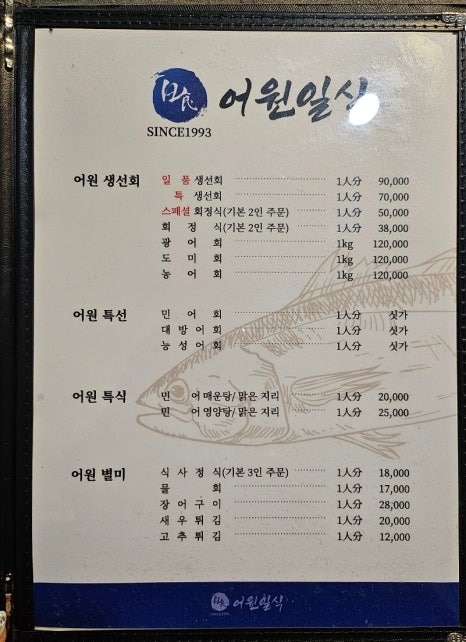 어원일식
SINCE1993
어원 생선회 일 품 생선회 1人分 90,000
특 생선회 1人分 70,000
스페셜 회정식(기본 2인 주문) 1人分 50,000
회 정 식(기본 2인 주문) 1人分 38,000
광 어 회 1kg 120,000
도 미 회 1kg 120,000
농 어 회 1kg 120,000
어원 특선 민 어 회 1人分 싯가
대 방 어 회 1人分 싯가
능 성 어 회 1人分 싯가
어원 특식 민 어 매운탕/ 맑은 지리 1人分 20,000
민 어 영양탕/ 맑은 지리 1人分 25,000
어원 별미 식 사 정 식(기본 3인 주문) 1人分 18,000
물 회 1人分 17,000
장 어 구 이 1人分 28,000
새 우 튀 김 1人分 20,000
고 추 튀 김 1人分 12,000
어원일식
SINCE1993